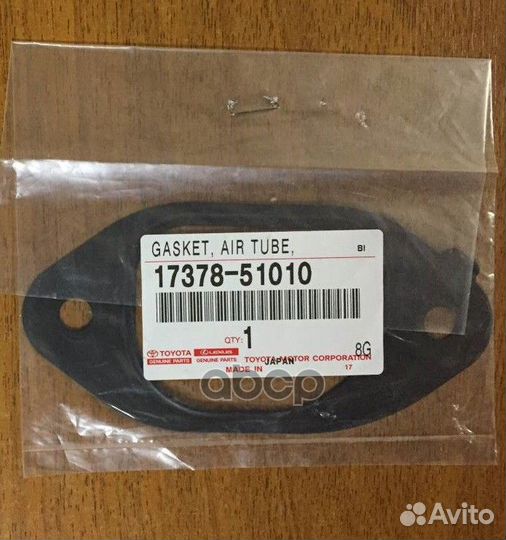 GASKET, AIR TUBE, BI
17378-51010
QTY: 1 8G
TOYOTA LEXUS TOYOTA MOTOR CORPORATION
GENUINE PARTS GENUINE PARTS
MADE IN JAPAN 17
abcp
Avito